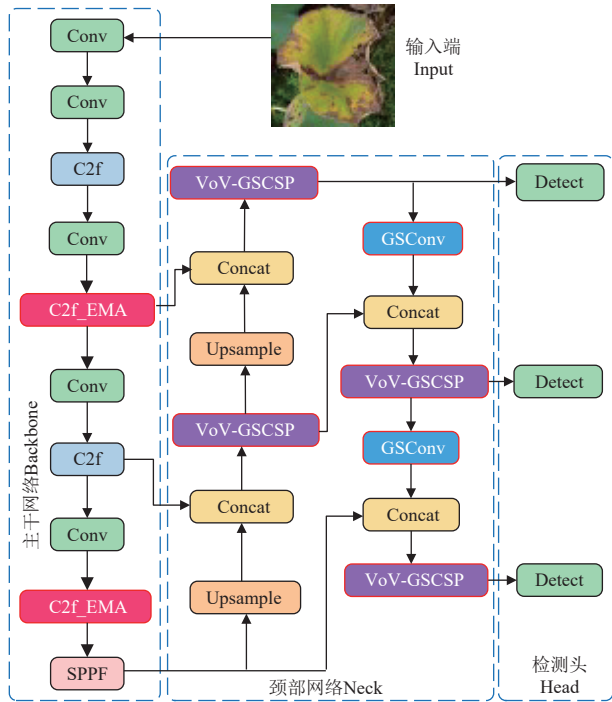 输入端
Input
Conv
Conv
C2f
Conv
C2f_EMA
Conv
C2f
Conv
C2f_EMA
SPPF
主干网络Backbone
VoV-GSCSP
Concat
Upsample
VoV-GSCSP
Concat
Upsample
GSConv
Concat
VoV-GSCSP
GSConv
Concat
VoV-GSCSP
颈部网络Neck
Detect
Detect
Detect
检测头
Head